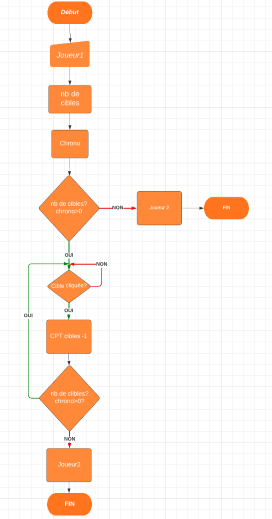 Début
Joueur1
nb de
cibles
Chrono
nb de cibles?
chrono>0
NON
Joueur 2
FIN
OUI
NON
Cible cliquée?
OUI
OUI
CPT cibles -1
nb de clibles?
chrono>0?
NON
Joueur2
FIN